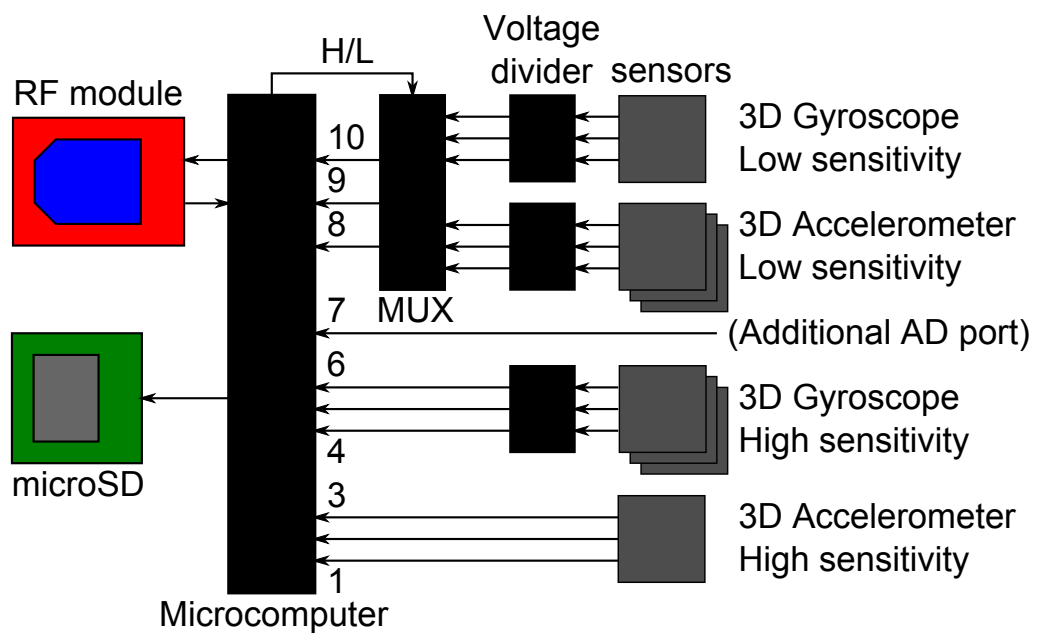 H/L
Voltage
divider
sensors
RF module
3D Gyroscope
Low sensitivity
10
9
8
3D Accelerometer
Low sensitivity
MUX
7
(Additional AD port)
6
3D Gyroscope
High sensitivity
4
microSD
3
3D Accelerometer
High sensitivity
1
Microcomputer